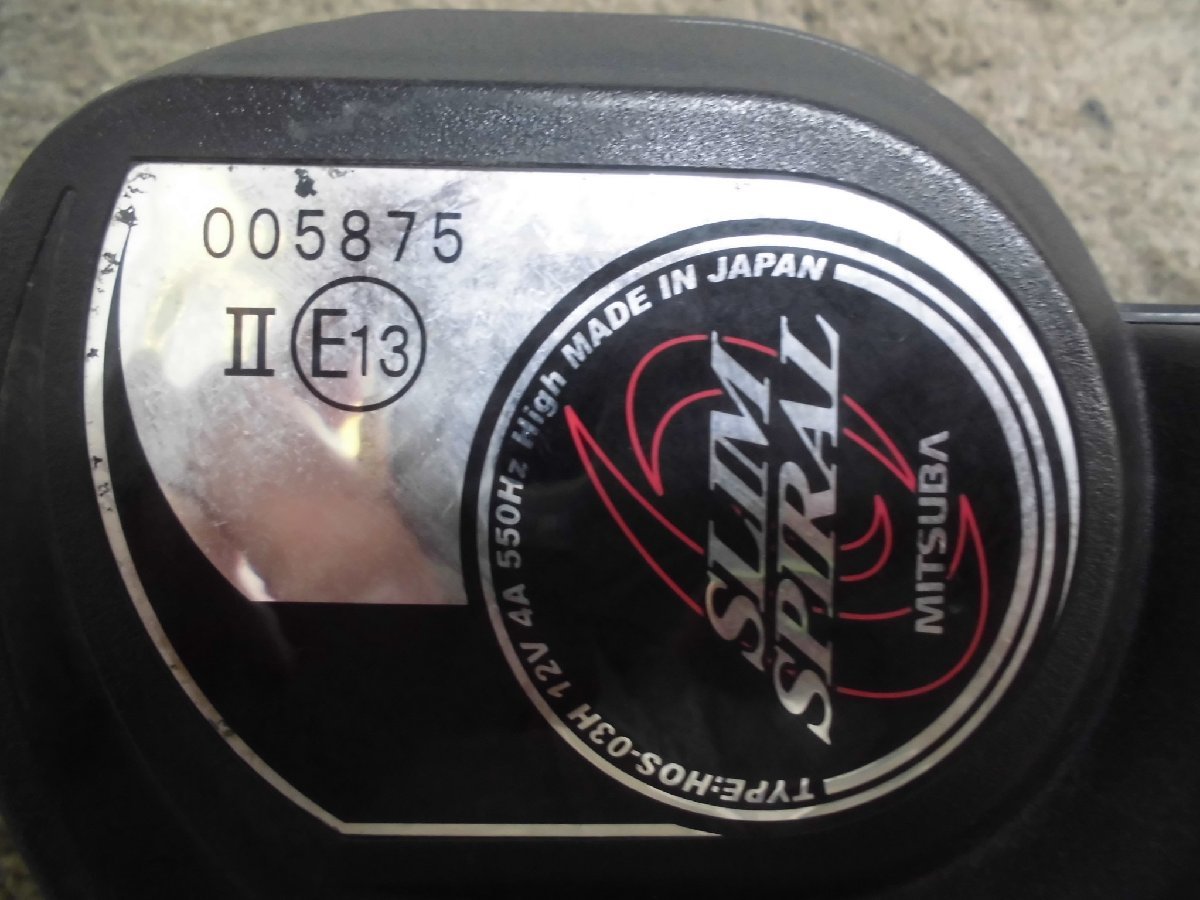 005875
II E13
TYPE:HOS-03H 12V 4A 550Hz High MADE IN JAPAN
SLIM
SPIRAL
MITSUBA